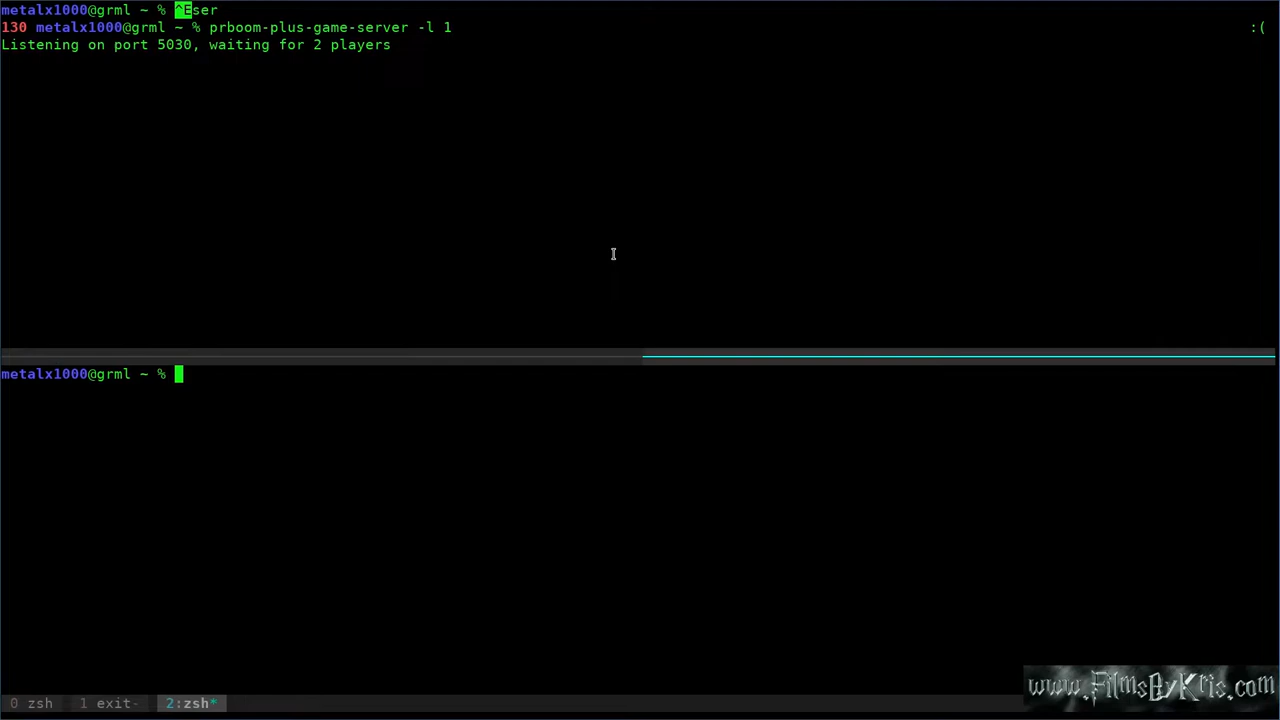 metalx1000@grml ~ % ^Eser
130 metalx1000@grml ~ % prboom-plus-game-server -l 1 :(
Listening on port 5030, waiting for 2 players
metalx1000@grml ~ %
0 zsh 1 exit- 2:zsh*
www.FilmsByKris.com